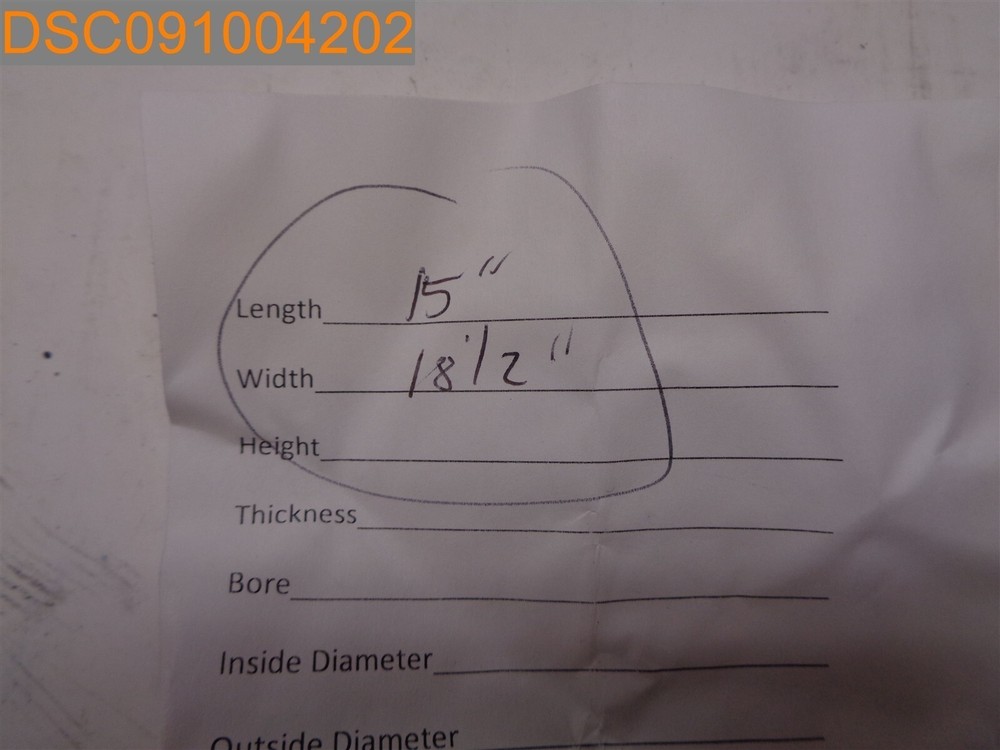 DSC091004202
Length 15"
Width 18 1/2"
Height
Thickness
Bore
Inside Diameter
Outside Diameter